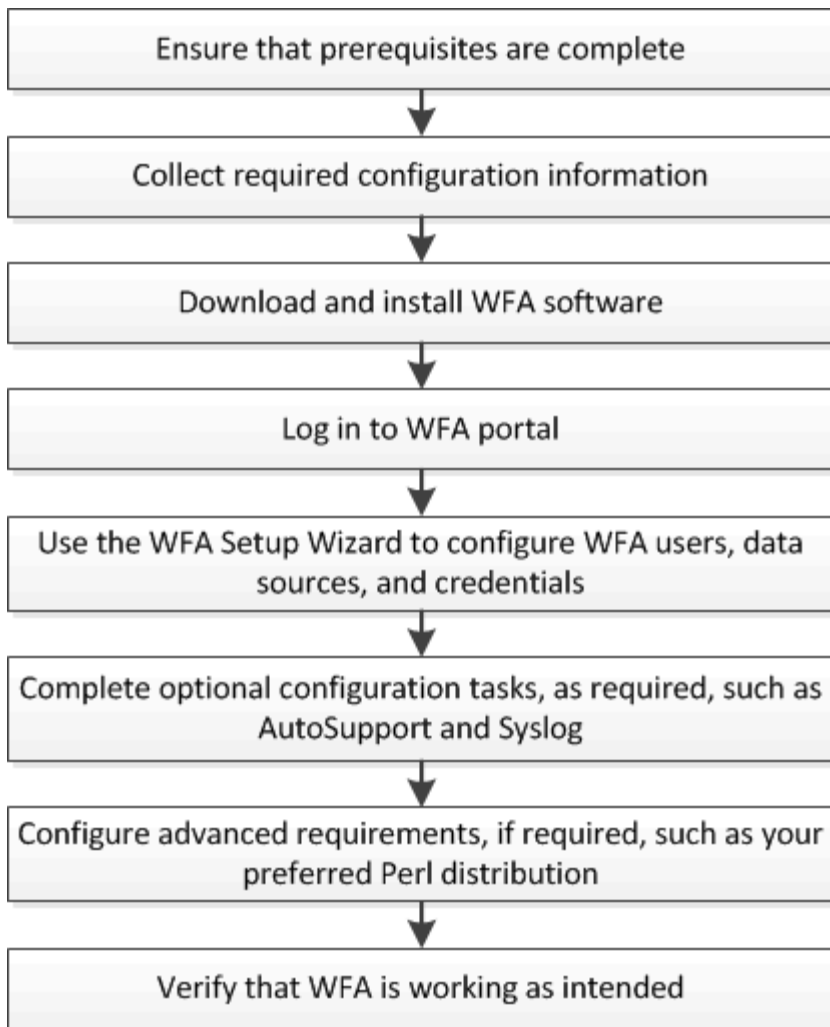 Ensure that prerequisites are complete
Collect required configuration information
Download and install WFA software
Log in to WFA portal
Use the WFA Setup Wizard to configure WFA users, data
sources, and credentials
Complete optional configuration tasks, as required, such as
AutoSupport and Syslog
Configure advanced requirements, if required, such as your
preferred Perl distribution
Verify that WFA is working as intended